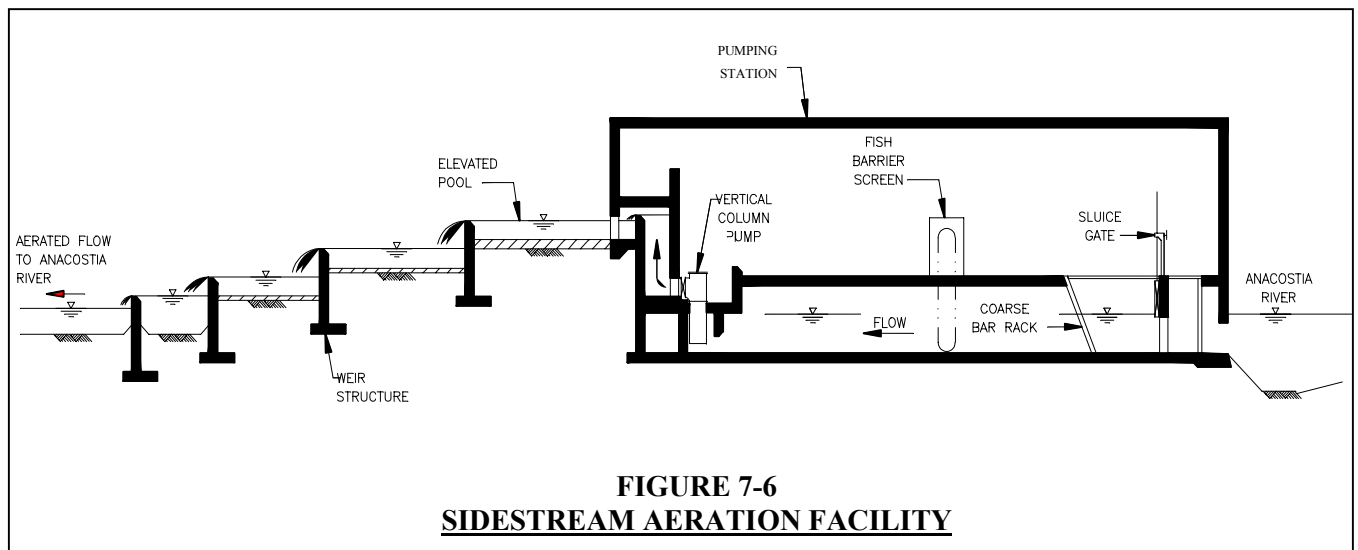 PUMPING
STATION
FISH
BARRIER
SCREEN
ELEVATED
POOL
VERTICAL
COLUMN
PUMP
SLUICE
GATE
AERATED FLOW
TO ANACOSTIA
RIVER
ANACOSTIA
RIVER
COARSE
BAR RACK
FLOW
WEIR
STRUCTURE
FIGURE 7-6
SIDESTREAM AERATION FACILITY